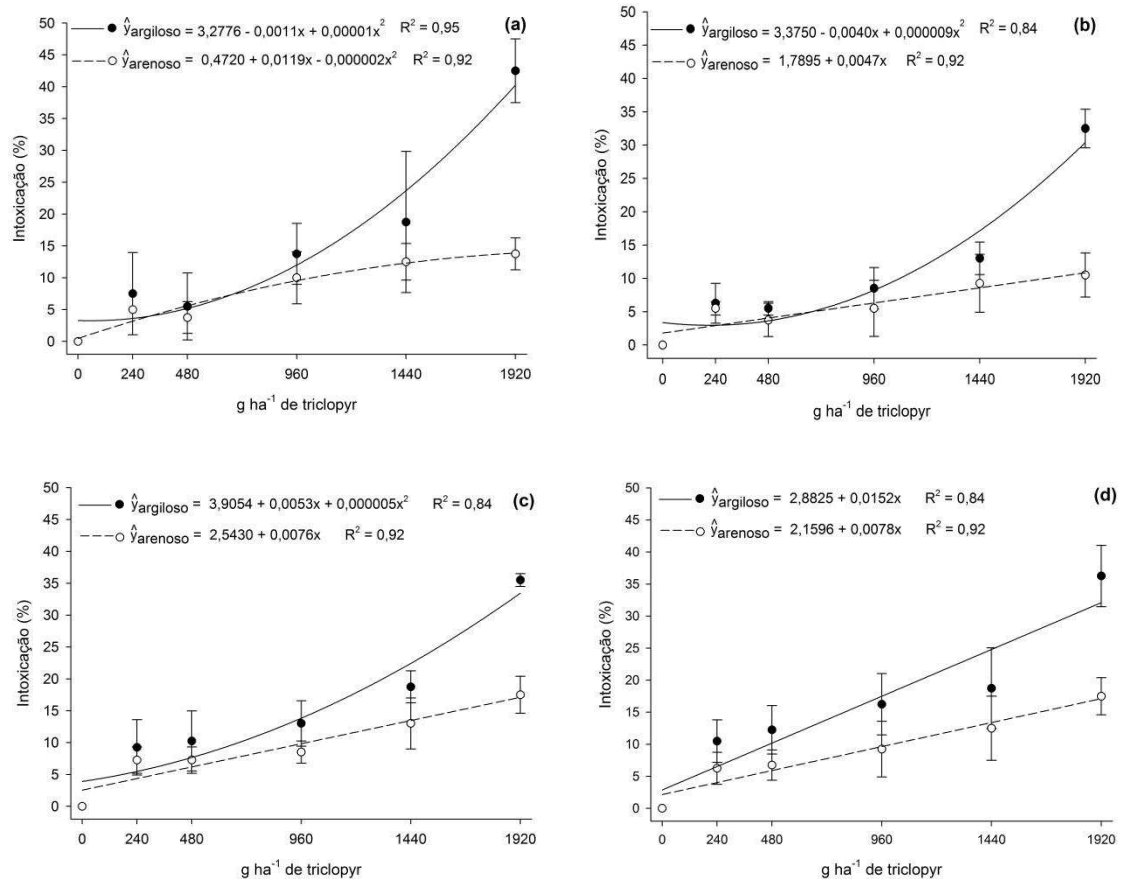 (a)
ŷargiloso = 3,2776 - 0,0011x + 0,00001x² R² = 0,95
ŷarenoso = 0,4720 + 0,0119x - 0,000002x² R² = 0,92
Intoxicação (%)
50
45
40
35
30
25
20
15
10
5
0
0 240 480 960 1440 1920
g ha⁻¹ de triclopyr
(b)
ŷargiloso = 3,3750 - 0,0040x + 0,000009x² R² = 0,84
ŷarenoso = 1,7895 + 0,0047x R² = 0,92
Intoxicação (%)
50
45
40
35
30
25
20
15
10
5
0
0 240 480 960 1440 1920
g ha⁻¹ de triclopyr
(c)
ŷargiloso = 3,9054 + 0,0053x + 0,000005x² R² = 0,84
ŷarenoso = 2,5430 + 0,0076x R² = 0,92
Intoxicação (%)
50
45
40
35
30
25
20
15
10
5
0
0 240 480 960 1440 1920
g ha⁻¹ de triclopyr
(d)
ŷargiloso = 2,8825 + 0,0152x R² = 0,84
ŷarenoso = 2,1596 + 0,0078x R² = 0,92
Intoxicação (%)
50
45
40
35
30
25
20
15
10
5
0
0 240 480 960 1440 1920
g ha⁻¹ de triclopyr